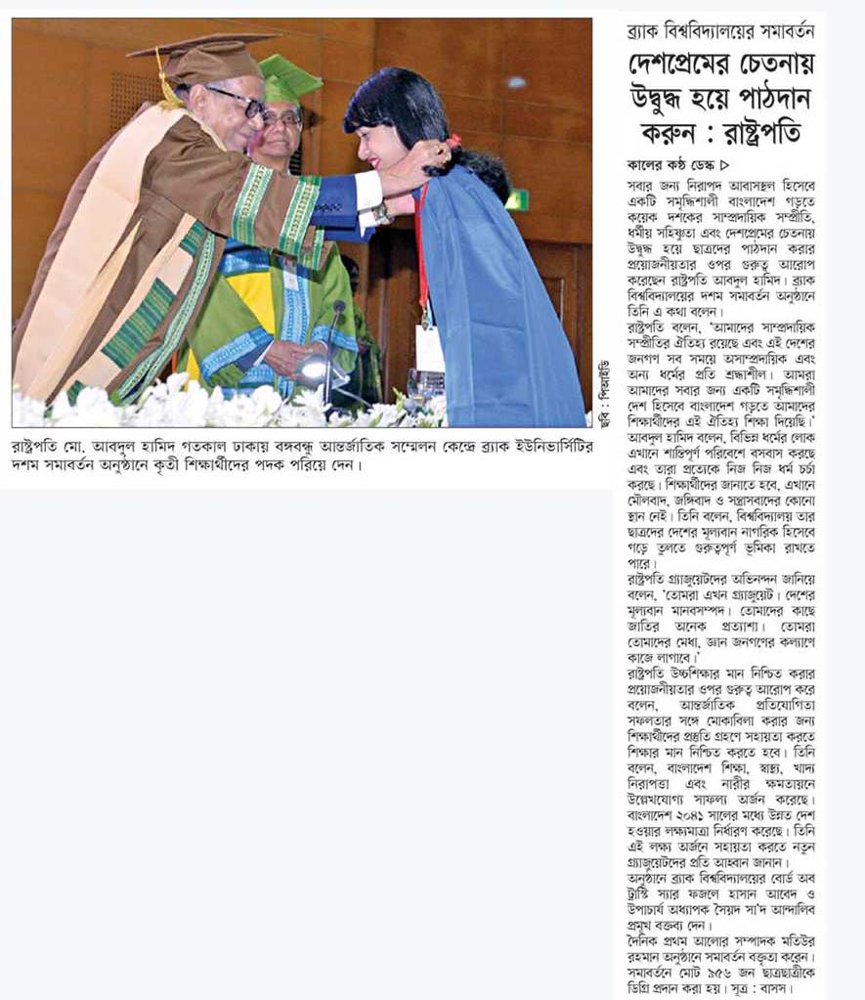 ব্র্যাক বিশ্ববিদ্যালয়ের সমাবর্তন
দেশপ্রেমের চেতনায়
উদ্বুদ্ধ হয়ে পাঠদান
করুন : রাষ্ট্রপতি
কালের কণ্ঠ ডেস্ক
সবার জন্য নিরাপদ আবাসস্থল হিসেবে
একটি সমৃদ্ধিশালী বাংলাদেশ গড়তে
কয়েক দশকের সাম্প্রদায়িক সম্প্রীতি,
ধর্মীয় সহিষ্ণুতা এবং দেশপ্রেমের চেতনায়
উদ্বুদ্ধ হয়ে ছাত্রদের পাঠদান করার
প্রয়োজনীয়তার ওপর গুরুত্ব আরোপ
করেছেন রাষ্ট্রপতি আবদুল হামিদ। ব্র্যাক
বিশ্ববিদ্যালয়ের দশম সমাবর্তন অনুষ্ঠানে
তিনি এ কথা বলেন।
রাষ্ট্রপতি বলেন, 'আমাদের সাম্প্রদায়িক
সম্প্রীতির ঐতিহ্য রয়েছে এবং এই দেশের
জনগণ সব সময়ে অসাম্প্রদায়িক এবং
অন্য ধর্মের প্রতি শ্রদ্ধাশীল। আমরা
আমাদের সবার জন্য একটি সমৃদ্ধিশালী
দেশ হিসেবে বাংলাদেশ গড়তে আমাদের
শিক্ষার্থীদের এই ঐতিহ্য শিক্ষা দিয়েছি।'
আবদুল হামিদ বলেন, বিভিন্ন ধর্মের লোক
এখানে শান্তিপূর্ণ পরিবেশে বসবাস করছে
এবং তারা প্রত্যেকে নিজ নিজ ধর্ম চর্চা
করছে। শিক্ষার্থীদের জানাতে হবে, এখানে
মৌলবাদ, জঙ্গিবাদ ও সন্ত্রাসবাদের কোনো
স্থান নেই। তিনি বলেন, বিশ্ববিদ্যালয় তার
ছাত্রদের দেশের মূল্যবান নাগরিক হিসেবে
গড়ে তুলতে গুরুত্বপূর্ণ ভূমিকা রাখতে
পারে।
রাষ্ট্রপতি গ্র্যাজুয়েটদের অভিনন্দন জানিয়ে
বলেন, 'তোমরা এখন গ্র্যাজুয়েট। দেশের
মূল্যবান মানবসম্পদ। তোমাদের কাছে
জাতির অনেক প্রত্যাশা। তোমরা
তোমাদের মেধা, জ্ঞান জনগণের কল্যাণে
কাজে লাগাবে।'
রাষ্ট্রপতি উচ্চশিক্ষার মান নিশ্চিত করার
প্রয়োজনীয়তার ওপর গুরুত্ব আরোপ করে
বলেন, আন্তর্জাতিক প্রতিযোগিতা
সফলতার সঙ্গে মোকাবিলা করার জন্য
শিক্ষার্থীদের প্রস্তুতি গ্রহণে সহায়তা করতে
শিক্ষার মান নিশ্চিত করতে হবে। তিনি
বলেন, বাংলাদেশ শিক্ষা, স্বাস্থ্য, খাদ্য
নিরাপত্তা এবং নারীর ক্ষমতায়নে
উল্লেখযোগ্য সাফল্য অর্জন করেছে।
বাংলাদেশ ২০৪১ সালের মধ্যে উন্নত দেশ
হওয়ার লক্ষ্যমাত্রা নির্ধারণ করেছে। তিনি
এই লক্ষ্য অর্জনে সহায়তা করতে নতুন
গ্র্যাজুয়েটদের প্রতি আহ্বান জানান।
অনুষ্ঠানে ব্র্যাক বিশ্ববিদ্যালয়ের বোর্ড অব
ট্রাস্টি স্যার ফজলে হাসান আবেদ ও
উপাচার্য অধ্যাপক সৈয়দ সা'দ আন্দালিব
প্রমুখ বক্তব্য দেন।
দৈনিক প্রথম আলোর সম্পাদক মতিউর
রহমান অনুষ্ঠানে সমাবর্তন বক্তৃতা করেন।
সমাবর্তনে মোট ৯৫৬ জন ছাত্রছাত্রীকে
ডিগ্রি প্রদান করা হয়। সূত্র : বাসস।
ছবি : পিআইডি
রাষ্ট্রপতি মো. আবদুল হামিদ গতকাল ঢাকায় বঙ্গবন্ধু আন্তর্জাতিক সম্মেলন কেন্দ্রে ব্র্যাক ইউনিভার্সিটির
দশম সমাবর্তন অনুষ্ঠানে কৃতী শিক্ষার্থীদের পদক পরিয়ে দেন।